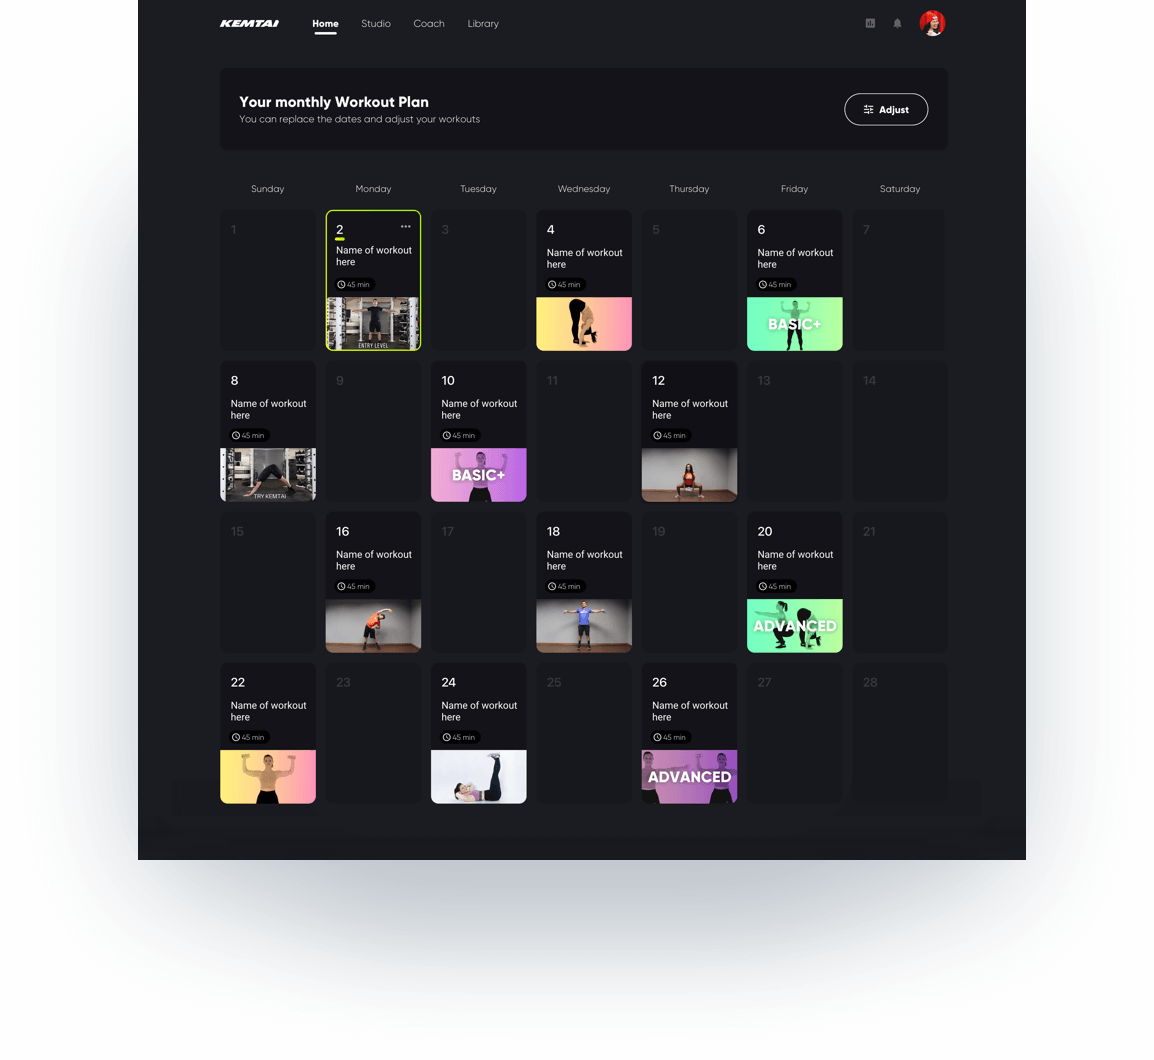 KEMTAI Home Studio Coach Library
Your monthly Workout Plan
You can replace the dates and adjust your workouts
Adjust
Sunday Monday Tuesday Wednesday Thursday Friday Saturday
1
2
Name of workout
here
45 min
ENTRY LEVEL
3
4
Name of workout
here
45 min
5
6
Name of workout
here
45 min
BASIC+
7
8
Name of workout
here
45 min
TRY KEMTAI
9
10
Name of workout
here
45 min
BASIC+
11
12
Name of workout
here
45 min
13
14
15
16
Name of workout
here
45 min
17
18
Name of workout
here
45 min
19
20
Name of workout
here
45 min
ADVANCED
21
22
Name of workout
here
45 min
23
24
Name of workout
here
45 min
25
26
Name of workout
here
45 min
ADVANCED
27
28